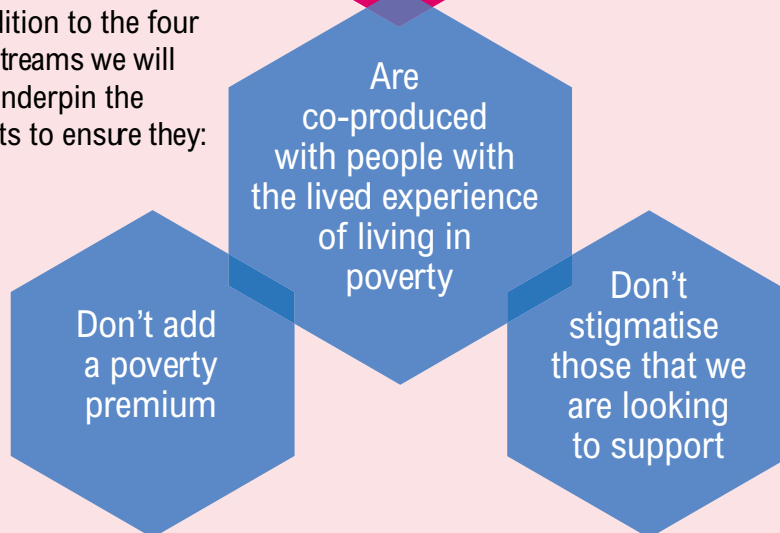 dition to the four
treams we will
nderpin the
ts to ensure they:
Are
co-produced
with people with
the lived experience
of living in
poverty
Don’t add
a poverty
premium
Don’t
stigmatise
those that we
are looking
to support